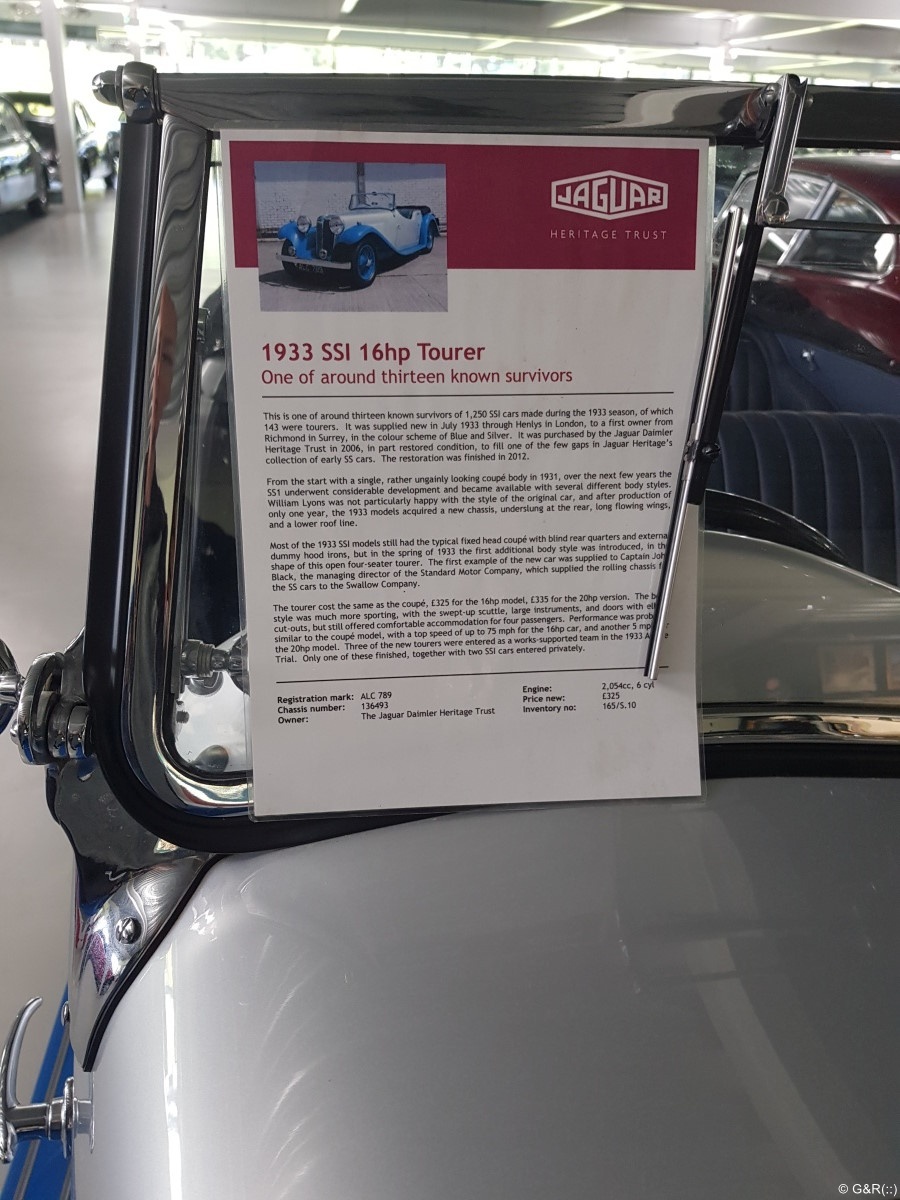 JAGUAR
HERITAGE TRUST
1933 SSI 16hp Tourer
One of around thirteen known survivors
This is one of around thirteen known survivors of 1,250 SSI cars made during the 1933 season, of which
143 were tourers. It was supplied new in July 1933 through Henlys in London, to a first owner from
Richmond in Surrey, in the colour scheme of Blue and Silver. It was purchased by the Jaguar Daimler
Heritage Trust in 2006, in part restored condition, to fill one of the few gaps in Jaguar Heritage's
collection of early SS cars. The restoration was finished in 2012.
From the start with a single, rather ungainly looking coupé body in 1931, over the next few years the
SS1 underwent considerable development and became available with several different body styles.
William Lyons was not particularly happy with the style of the original car, and after production of
only one year, the 1933 models acquired a new chassis, underslung at the rear, long flowing wings,
and a lower roof line.
Most of the 1933 SSI models still had the typical fixed head coupé with blind rear quarters and externa
dummy hood irons, but in the spring of 1933 the first additional body style was introduced, in th
shape of this open four-seater tourer. The first example of the new car was supplied to Captain Joh
Black, the managing director of the Standard Motor Company, which supplied the rolling chassis f
the SS cars to the Swallow Company.
The tourer cost the same as the coupé, £325 for the 16hp model, £335 for the 20hp version. The b
style was much more sporting, with the swept-up scuttle, large instruments, and doors with el
cut-outs, but still offered comfortable accommodation for four passengers. Performance was prob
similar to the coupé model, with a top speed of up to 75 mph for the 16hp car, and another 5 mp
the 20hp model. Three of the new tourers were entered as a works-supported team in the 1933 A
Trial. Only one of these finished, together with two SSI cars entered privately.
Registration mark: ALC 789
Chassis number: 136493
Owner: The Jaguar Daimler Heritage Trust
Engine: 2,054cc, 6 cyl
Price new: £325
Inventory no: 165/S.10
© G&R(::)